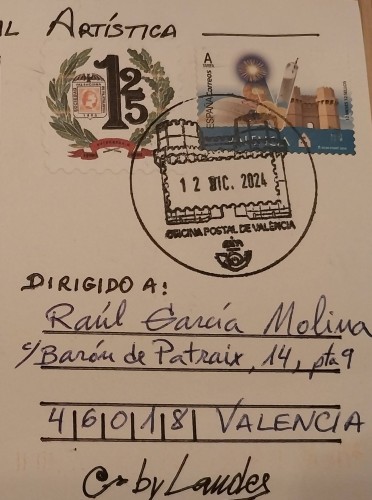 AL ARTÍSTICA
125
A
Correos
ESPAÑA
12 DIC. 2024
OFICINA POSTAL DE VALENCIA
DIRIGIDO A:
Raúl García Molina
c/ Barón de Patraix, 14, pta 9
46018 VALENCIA
by Landes